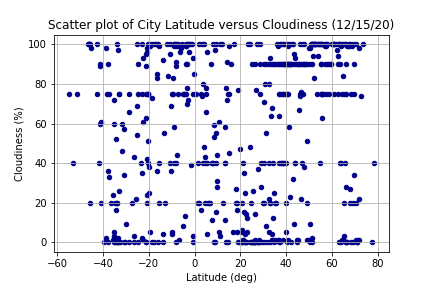 Scatter plot of City Latitude versus Cloudiness (12/15/20)
100
80
60
40
20
0
Cloudiness (%)
−60 −40 −20 0 20 40 60 80
Latitude (deg)